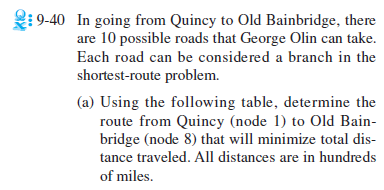 9-40 In going from Quincy to Old Bainbridge, there
are 10 possible roads that George Olin can take.
Each road can be considered a branch in the
shortest-route problem.
(a) Using the following table, determine the
route from Quincy (node 1) to Old Bain-
bridge (node 8) that will minimize total dis-
tance traveled. All distances are in hundreds
of miles.